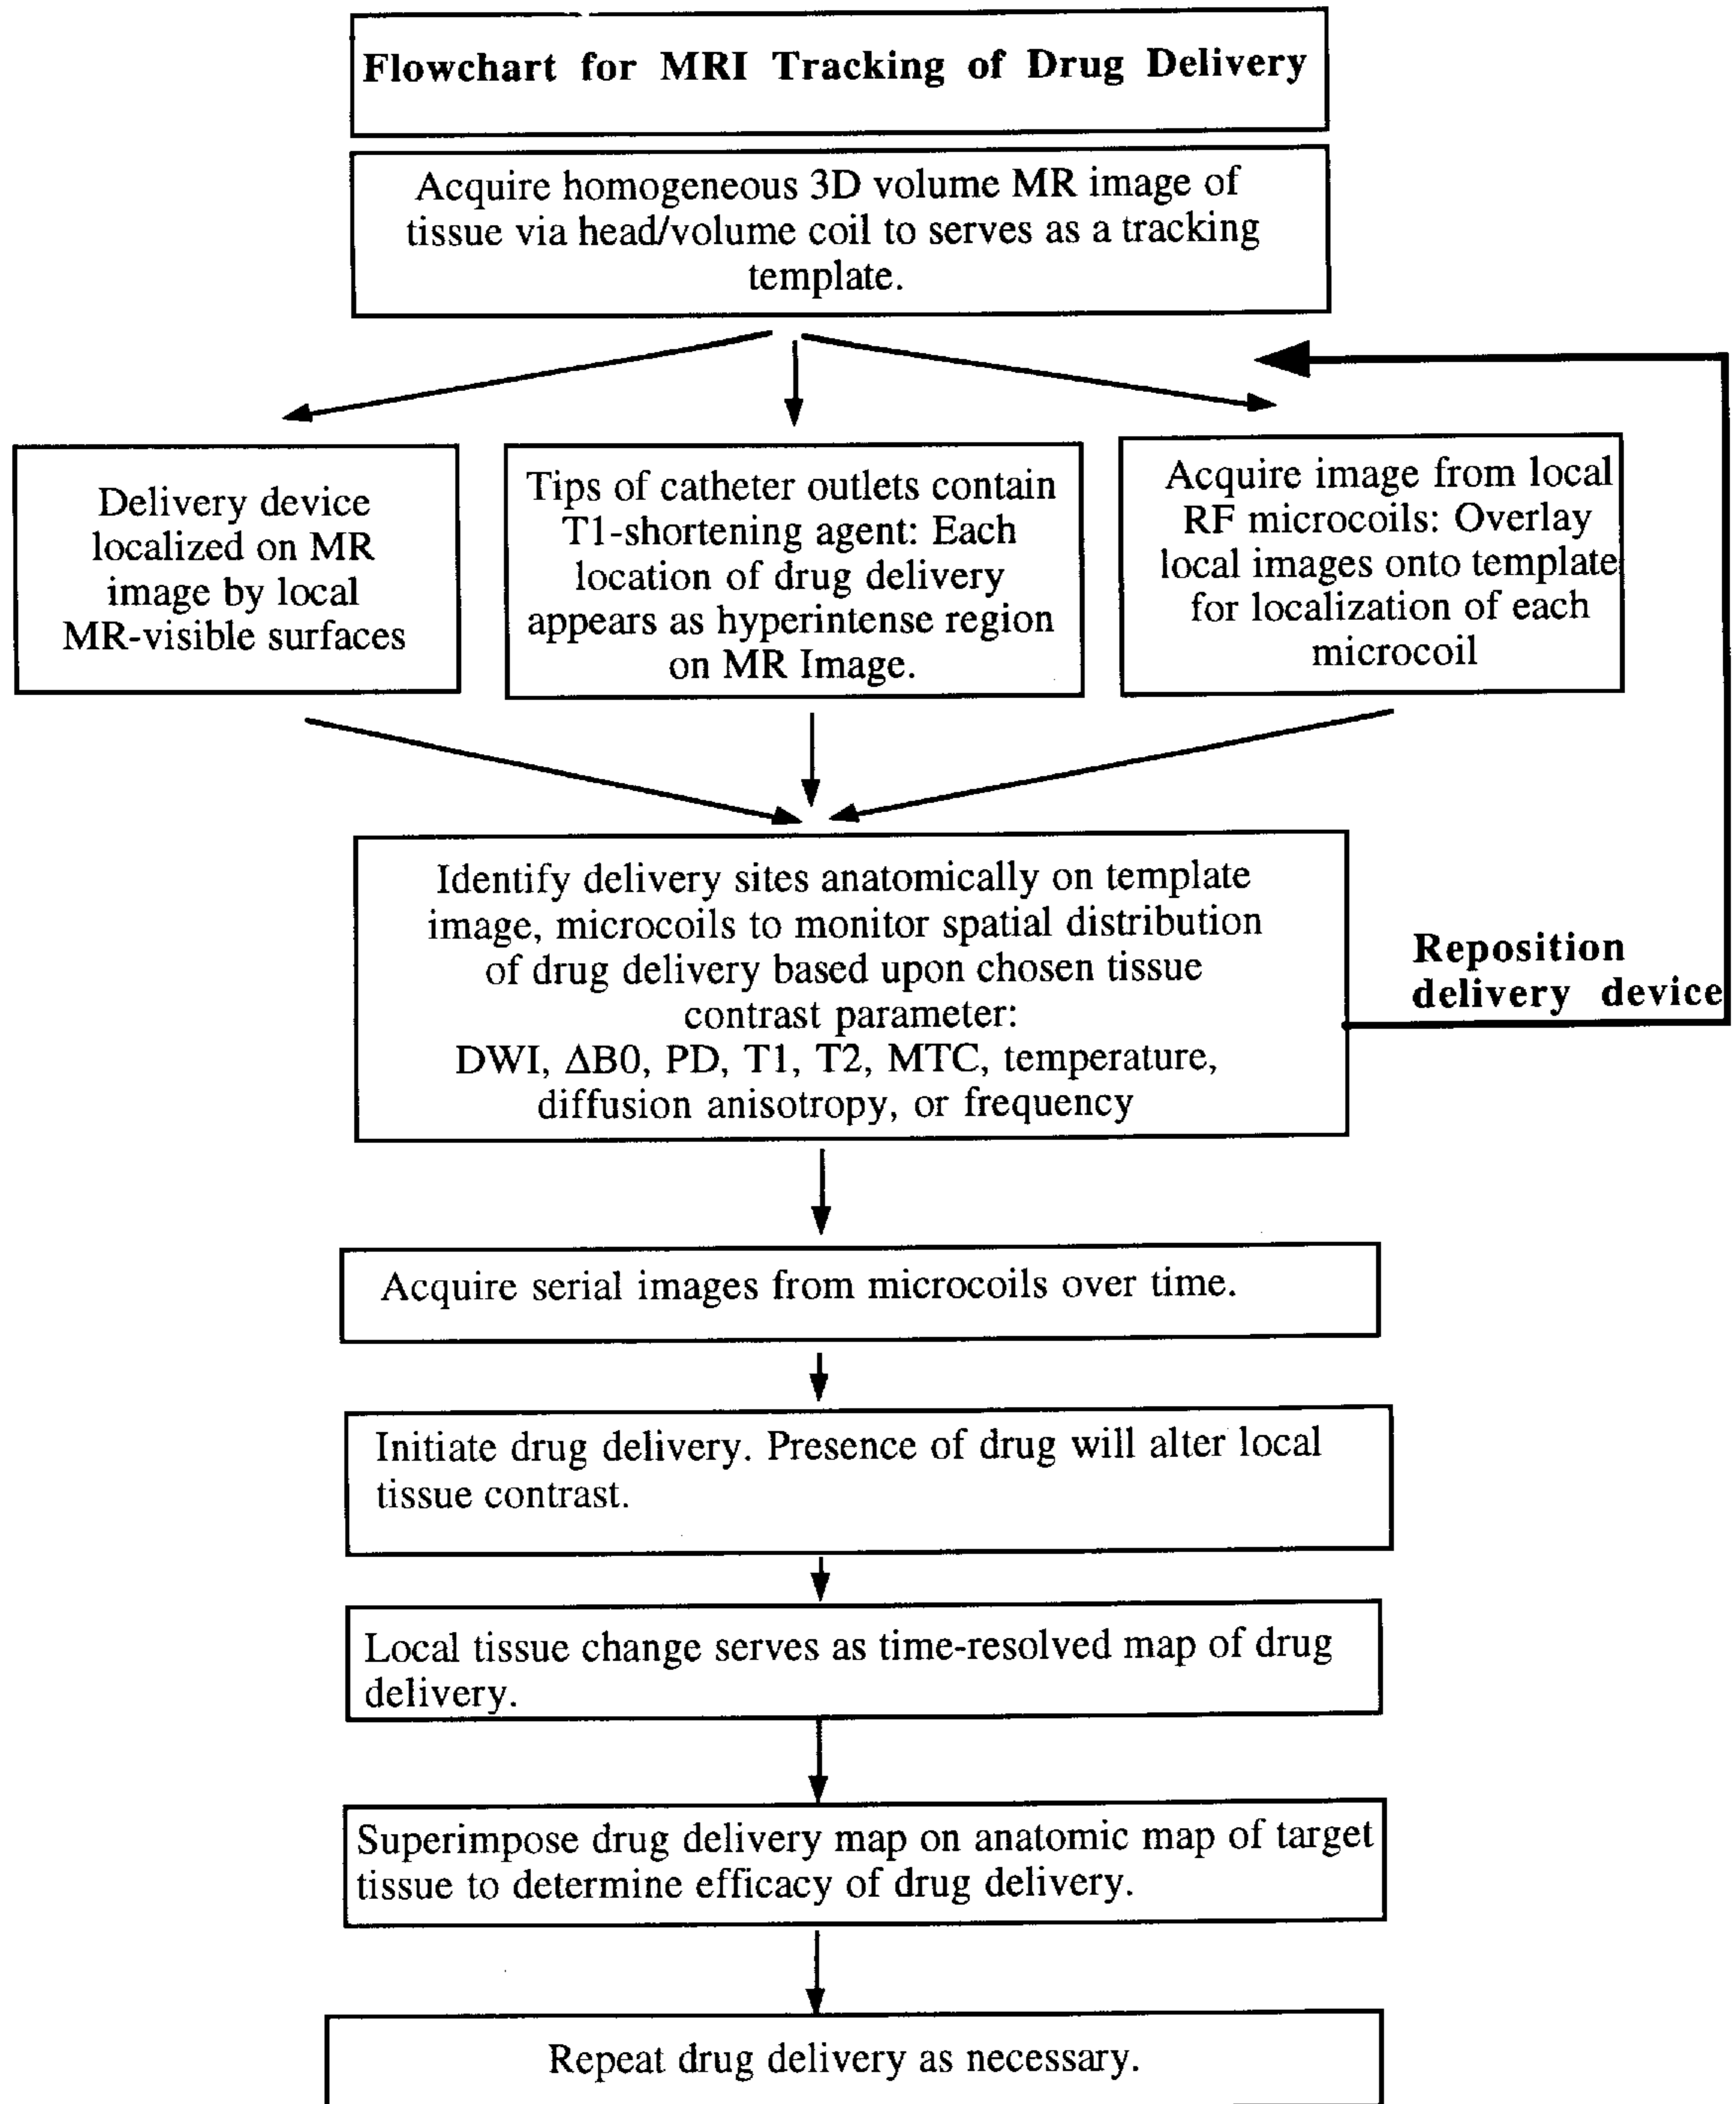 Flowchart for MRI Tracking of Drug Delivery
Acquire homogeneous 3D volume MR image of
tissue via head/volume coil to serves as a tracking
template.
Delivery device
localized on MR
image by local
MR-visible surfaces
Tips of catheter outlets contain
T1-shortening agent: Each
location of drug delivery
appears as hyperintense region
on MR Image.
Acquire image from local
RF microcoils: Overlay
local images onto template
for localization of each
microcoil
Identify delivery sites anatomically on template
image, microcoils to monitor spatial distribution
of drug delivery based upon chosen tissue
contrast parameter:
DWI, ΔB0, PD, T1, T2, MTC, temperature,
diffusion anisotropy, or frequency
Reposition
delivery device
Acquire serial images from microcoils over time.
Initiate drug delivery. Presence of drug will alter local
tissue contrast.
Local tissue change serves as time-resolved map of drug
delivery.
Superimpose drug delivery map on anatomic map of target
tissue to determine efficacy of drug delivery.
Repeat drug delivery as necessary.